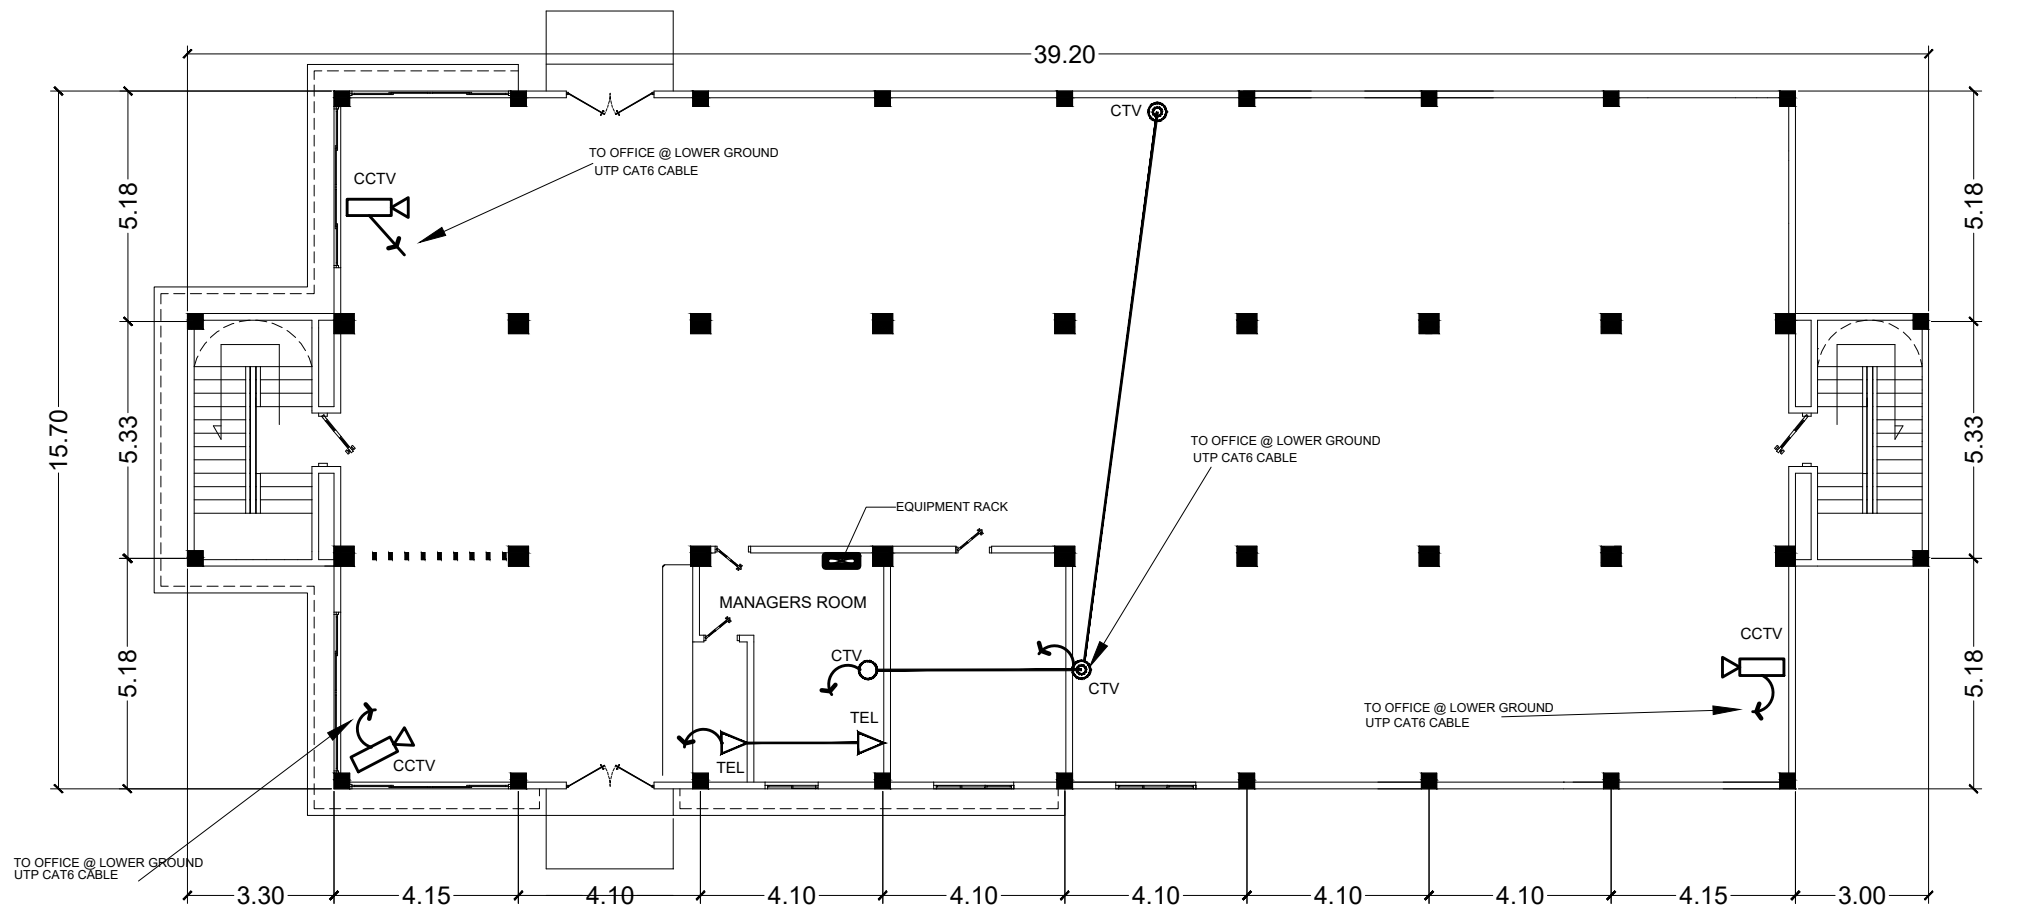 39.20
CTV
TO OFFICE @ LOWER GROUND
UTP CAT6 CABLE
CCTV
5.18
5.18
15.70
5.33
5.33
TO OFFICE @ LOWER GROUND
UTP CAT6 CABLE
EQUIPMENT RACK
MANAGERS ROOM
CCTV
CTV
5.18
5.18
CTV
TO OFFICE @ LOWER GROUND
UTP CAT6 CABLE
TEL
TEL
CCTV
TO OFFICE @ LOWER GROUND
UTP CAT6 CABLE
3.30
4.15
4.10
4.10
4.10
4.10
4.10
4.10
4.15
3.00